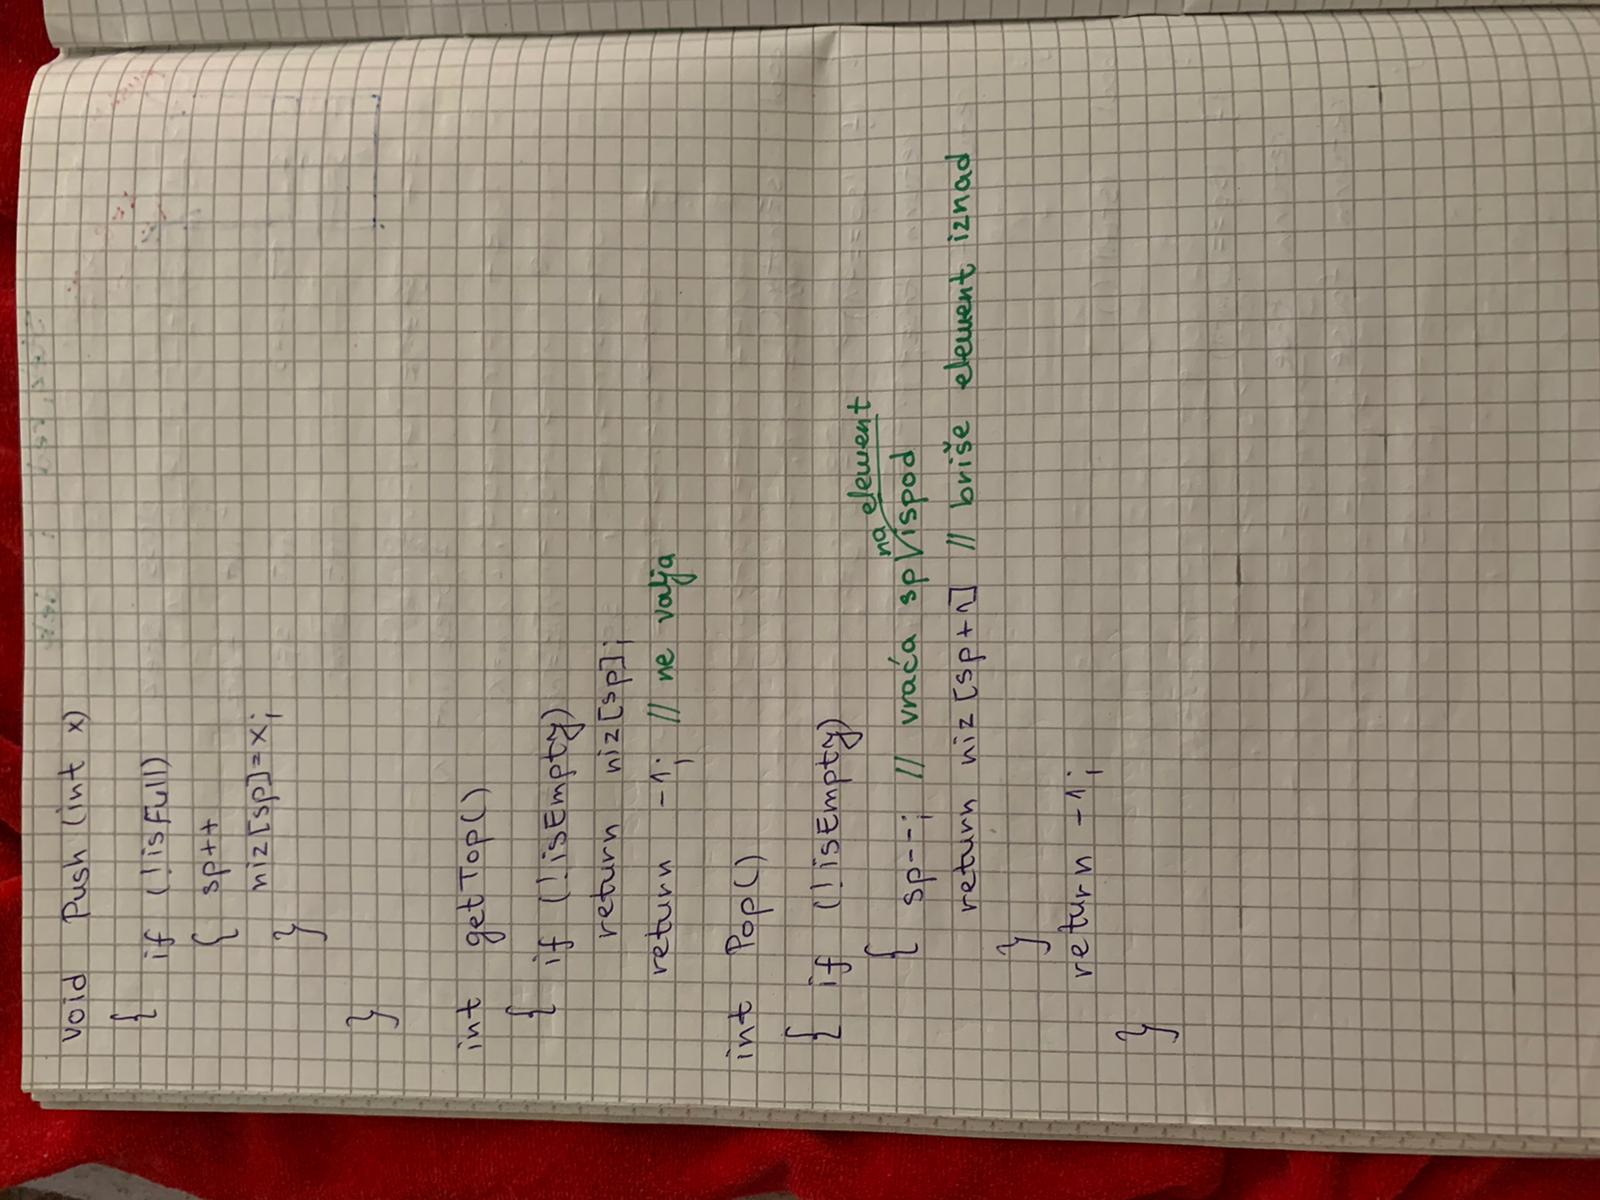 void Push (int x)
{
if (!isFull)
{ sp++
niz[sp]=x;
}
}
int getTop()
{ if (!isEmpty)
return niz[sp];
return -1; // ne valja
int Pop()
{ if (!isEmpty)
{ sp--; // vraća sp na element ispod
return niz[sp+1] // briše element iznad
}
return -1;
}